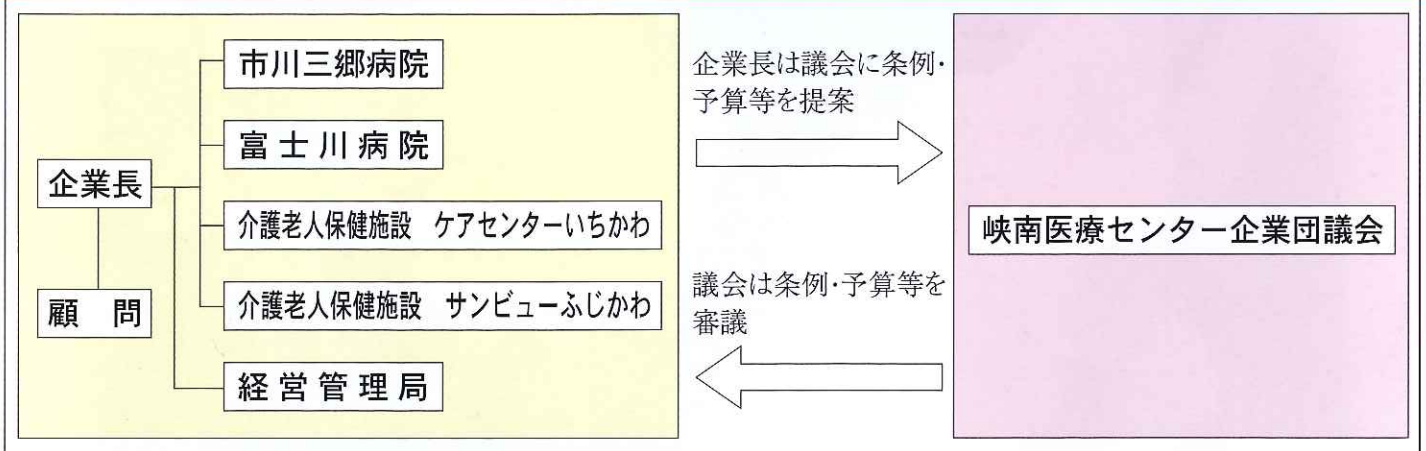 市川三郷病院
富士川病院
企業長
介護老人保健施設 ケアセンターいちかわ
顧問
介護老人保健施設 サンビューふじかわ
経営管理局
企業長は議会に条例・
予算等を提案
議会は条例・予算等を
審議
峡南医療センター企業団議会